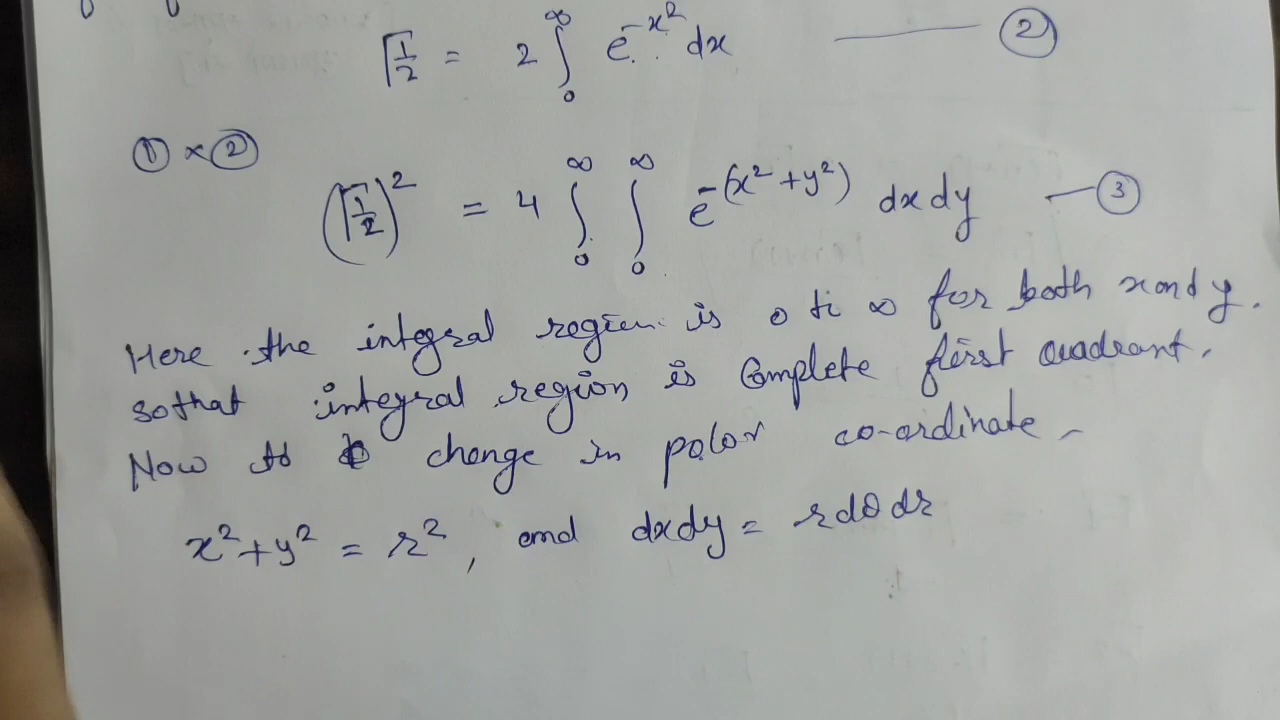 Γ1/2 = 2 ∫₀^∞ e^-x² dx — ②
① × ②
(Γ1/2)² = 4 ∫₀^∞ ∫₀^∞ e^-(x²+y²) dx dy — ③
Here the integral region is 0 to ∞ for both x and y.
so that integral region is Complete first quadrant.
Now to change in polar co-ordinate -
x²+y² = r², and dxdy = rdθdr